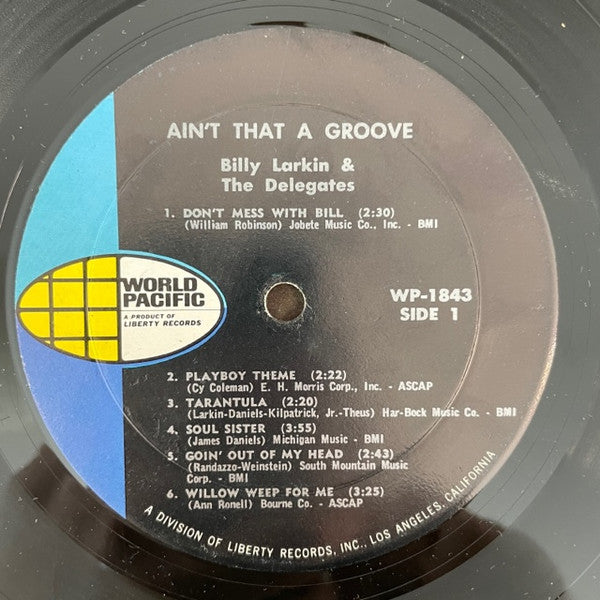 AIN'T THAT A GROOVE
Billy Larkin &
The Delegates
1. DON'T MESS WITH BILL (2:30)
(William Robinson) Jobete Music Co., Inc. - BMI
WORLD
PACIFIC
A PRODUCT OF
LIBERTY RECORDS
WP-1843
SIDE 1
2. PLAYBOY THEME (2:22)
(Cy Coleman) E. H. Morris Corp., Inc. - ASCAP
3. TARANTULA (2:20)
(Larkin-Daniels-Kilpatrick, Jr.-Theus) Har-Bock Music Co. - BMI
4. SOUL SISTER (3:55)
(James Daniels) Michigan Music - BMI
5. GOIN' OUT OF MY HEAD (2:43)
(Randazzo-Weinstein) South Mountain Music
Corp. - BMI
6. WILLOW WEEP FOR ME (3:25)
(Ann Ronell) Bourne Co. - ASCAP
A DIVISION OF LIBERTY RECORDS, INC., LOS ANGELES, CALIFORNIA